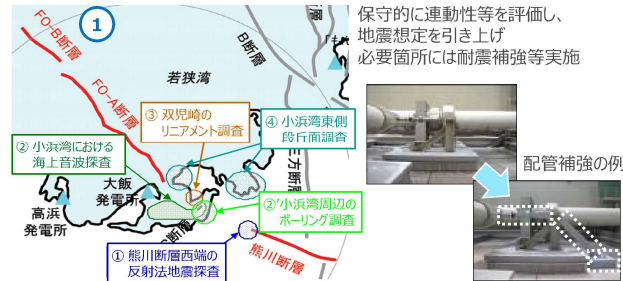 ①
保守的に連動性等を評価し、
地震想定を引き上げ
必要箇所には耐震補強等実施
FO-B断層
FO-A断層
B断層
若狭湾
③ 双児崎の
リニアメント調査
④ 小浜湾東側
段丘面調査
② 小浜湾における
海上音波探査
三方断層
大飯
発電所
高浜
発電所
②'小浜湾周辺の
ボーリング調査
① 熊川断層西端の
反射法地震探査
熊川断層
配管補強の例